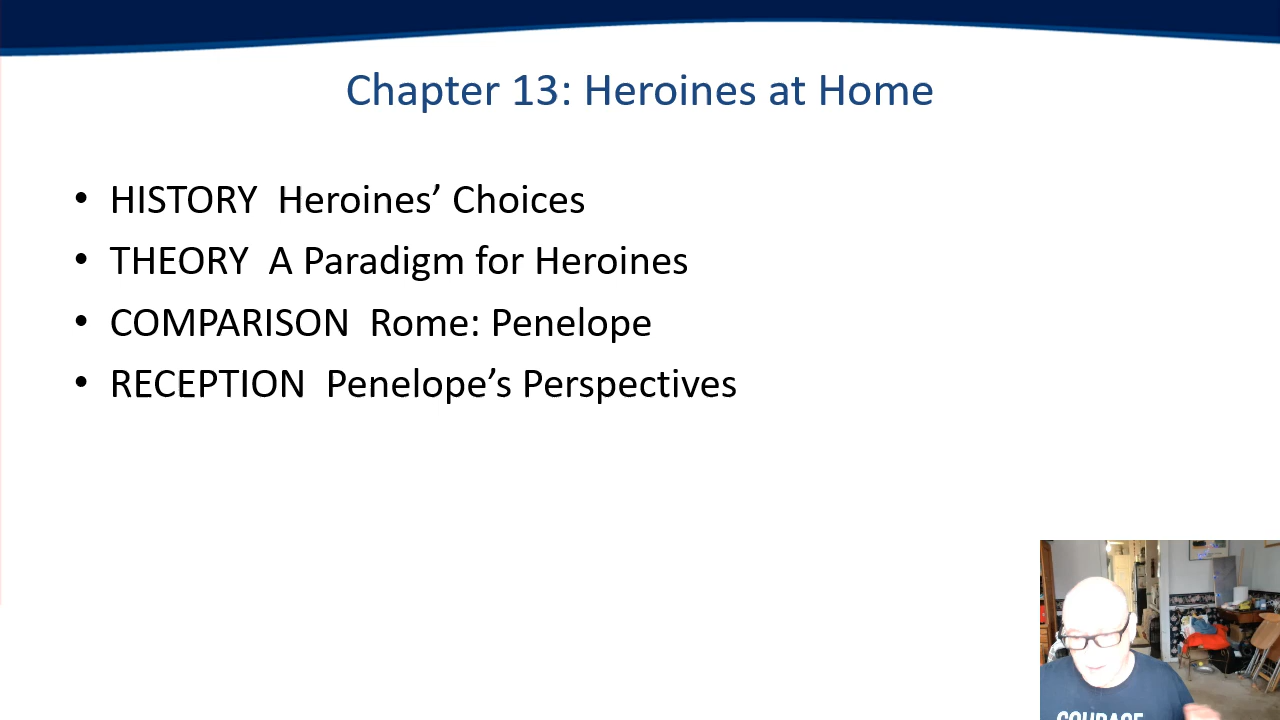 Chapter 13: Heroines at Home
• HISTORY Heroines’ Choices
• THEORY A Paradigm for Heroines
• COMPARISON Rome: Penelope
• RECEPTION Penelope’s Perspectives
COURAGE